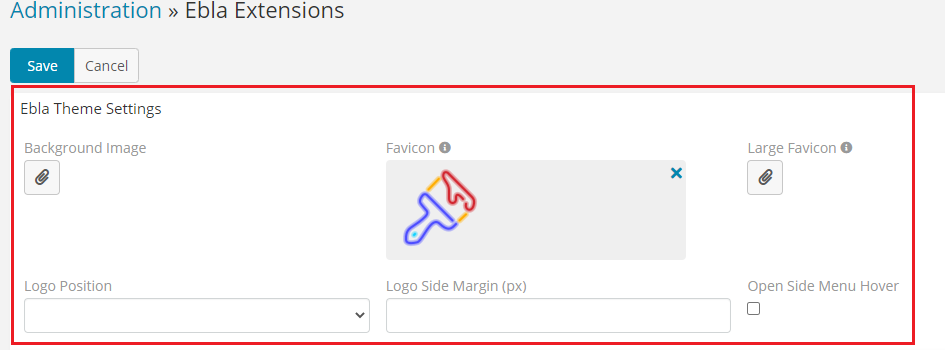 Administration » Ebla Extensions
Save Cancel
Ebla Theme Settings
Background Image Favicon Large Favicon
Logo Position Logo Side Margin (px) Open Side Menu Hover